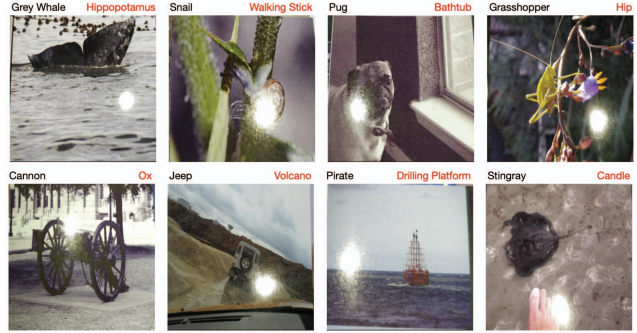 Grey Whale Hippopotamus
Snail Walking Stick
Pug Bathtub
Grasshopper Hip
Cannon Ox
Jeep Volcano
Pirate Drilling Platform
Stingray Candle